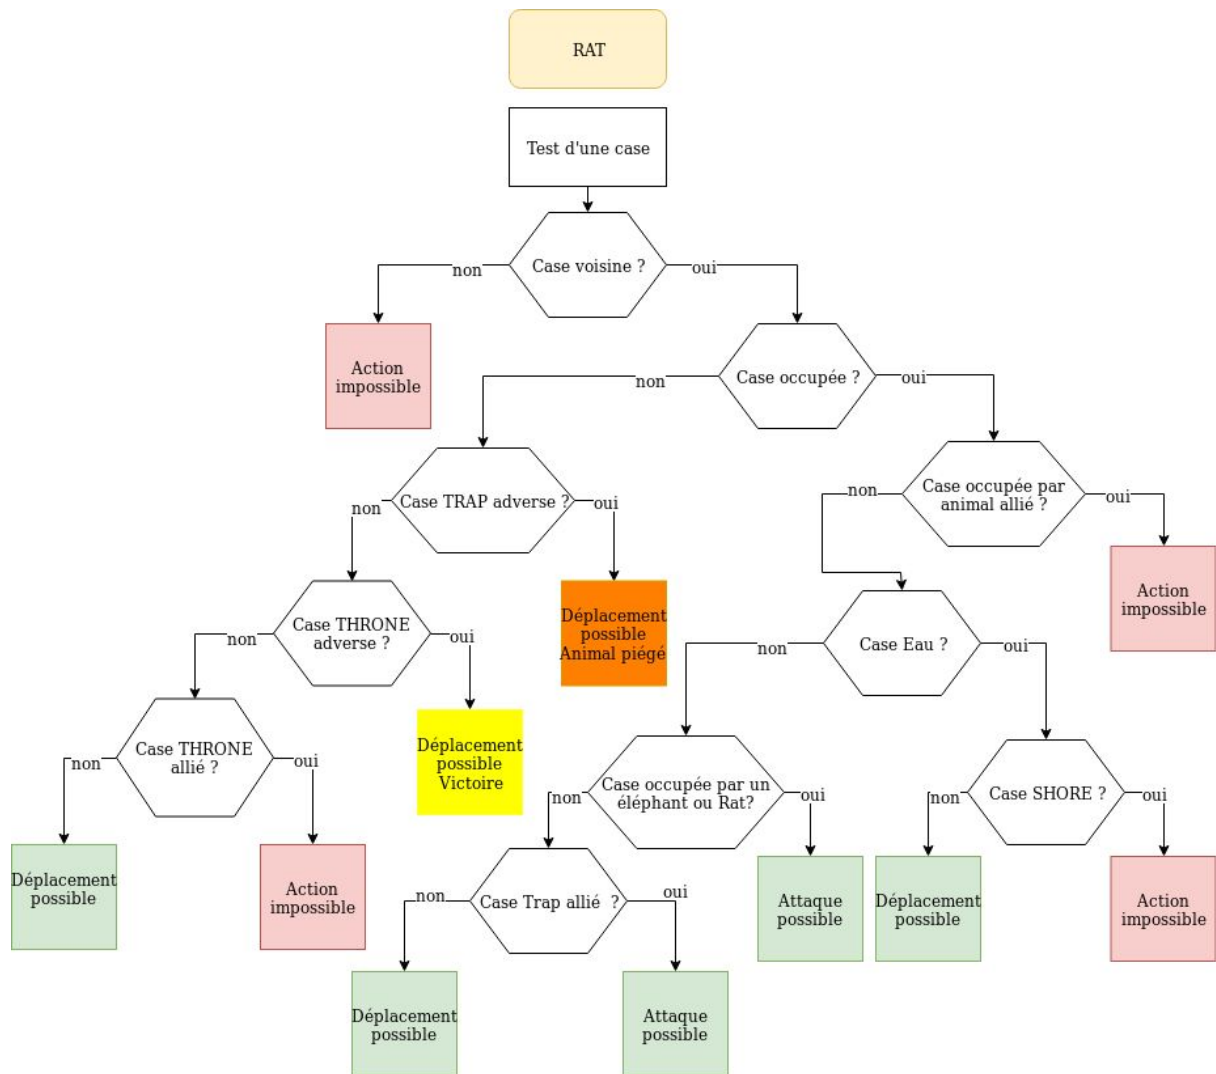 RAT
Test d'une case
Case voisine ?
non
oui
Action
impossible
Case occupée ?
non
oui
Case TRAP adverse ?
non
oui
Case occupée par
animal allié ?
non
oui
Case THRONE
adverse ?
non
oui
Déplacement
possible
Animal piégé
Case Eau ?
non
oui
Action
impossible
Case THRONE
allié ?
non
oui
Déplacement
possible
Victoire
Case occupée par un
éléphant ou Rat?
non
oui
Case SHORE ?
non
oui
Déplacement
possible
Action
impossible
Case Trap allié  ?
non
oui
Attaque
possible
Déplacement
possible
Action
impossible
Déplacement
possible
Attaque
possible